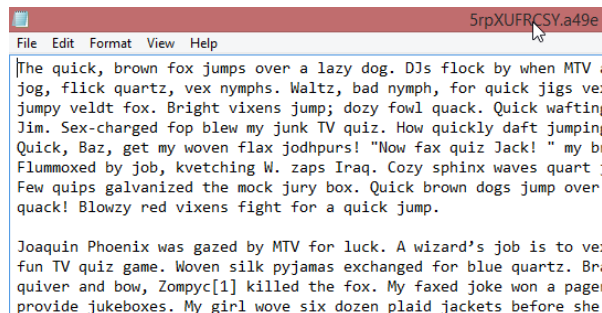 5rpXUFRCSY.a49e
File Edit Format View Help
The quick, brown fox jumps over a lazy dog. DJs flock by when MTV
jog, flick quartz, vex nymphs. Waltz, bad nymph, for quick jigs vex
jumpy veldt fox. Bright vixens jump; dozy fowl quack. Quick wafting
Jim. Sex-charged fop blew my junk TV quiz. How quickly daft jumping
Quick, Baz, get my woven flax jodhpurs! "Now fax quiz Jack! " my
Flummoxed by job, kvetching W. zaps Iraq. Cozy sphinx waves quart
Few quips galvanized the mock jury box. Quick brown dogs jump over
quack! Blowzy red vixens fight for a quick jump.
Joaquin Phoenix was gazed by MTV for luck. A wizard’s job is to vex
fun TV quiz game. Woven silk pyjamas exchanged for blue quartz.
quiver and bow, Zompyc[1] killed the fox. My faxed joke won a pager
provide jukeboxes. My girl wove six dozen plaid jackets before she